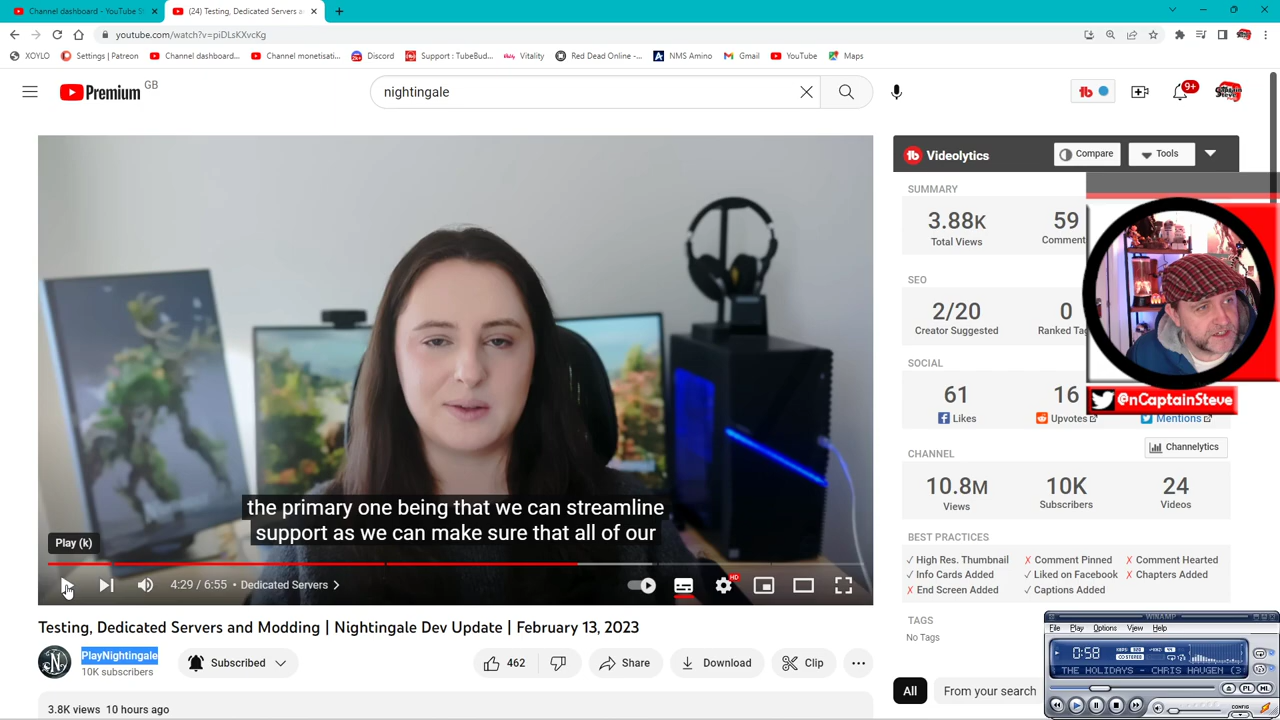 Channel dashboard - YouTube St
(24) Testing, Dedicated Servers a
youtube.com/watch?v=piDLsKXvcKg
XOYLO
Settings | Patreon
Channel dashboard...
Channel monetisati...
Discord
Support : TubeBud...
Vitality
Red Dead Online -...
NMS Amino
Gmail
YouTube
Maps
Premium GB
nightingale
9+
Videolytics
Compare
Tools
SUMMARY
3.88K
59
Total Views
Comment
SEO
2/20
0
Creator Suggested
Ranked Ta
SOCIAL
61
16
Likes
Upvotes
Mentions
@nCaptainSteve
CHANNEL
Channelytics
10.8M
10K
24
Views
Subscribers
Videos
BEST PRACTICES
✓ High Res. Thumbnail
✗ Comment Pinned
✗ Comment Hearted
✓ Info Cards Added
✓ Liked on Facebook
✗ Chapters Added
✗ End Screen Added
✓ Captions Added
TAGS
No Tags
the primary one being that we can streamline
support as we can make sure that all of our
Play (k)
4:29 / 6:55 • Dedicated Servers
HD
Testing, Dedicated Servers and Modding | Nightingale Dev Update | February 13, 2023
PlayNightingale
10K subscribers
Subscribed
462
Share
Download
Clip
3.8K views 10 hours ago
All
From your search
WINAMP
File Play Options View Help
0:58
THE HOLIDAYS - CHRIS HAUGEN (3
PL
ML
CONFIG